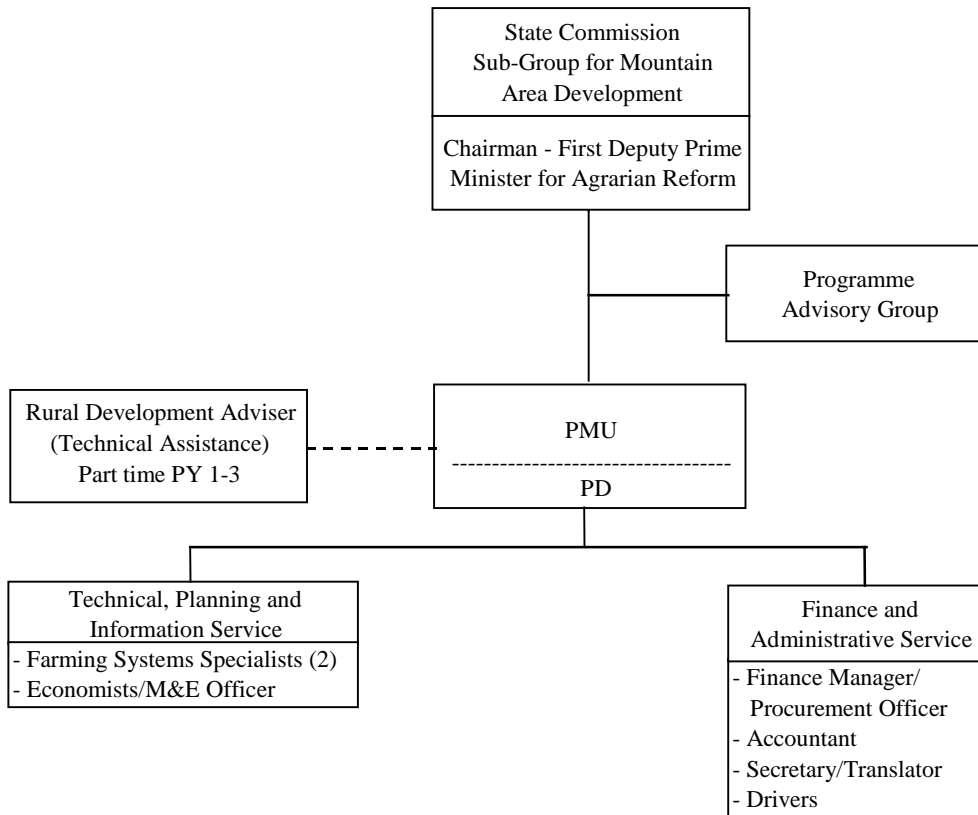 State Commission
Sub-Group for Mountain
Area Development
Chairman - First Deputy Prime
Minister for Agrarian Reform
Programme
Advisory Group
Rural Development Adviser
(Technical Assistance)
Part time PY 1-3
PMU
PD
Technical, Planning and
Information Service
- Farming Systems Specialists (2)
- Economists/M&E Officer
Finance and
Administrative Service
- Finance Manager/
Procurement Officer
- Accountant
- Secretary/Translator
- Drivers